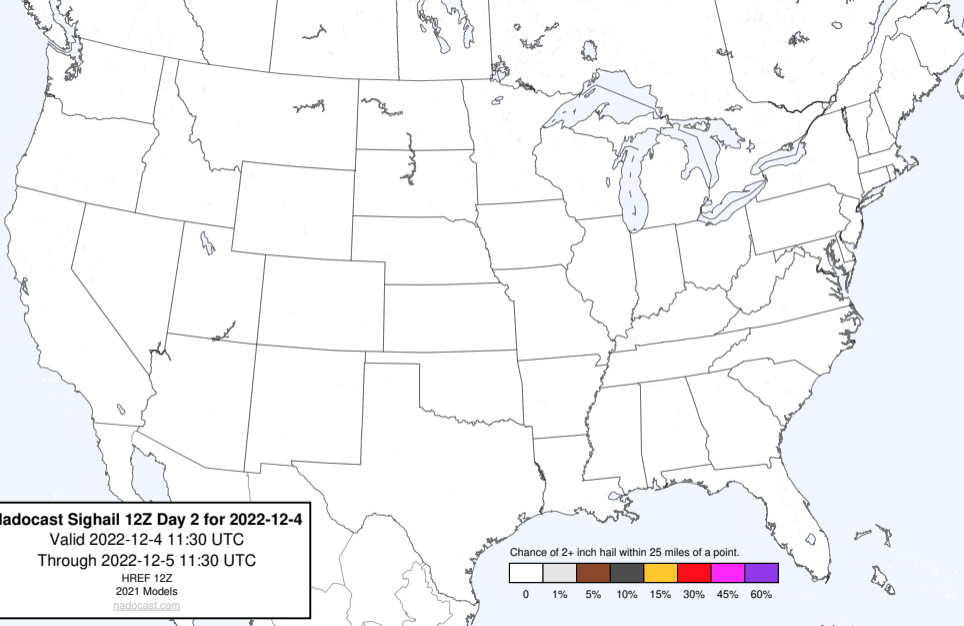 Nadocast Sighail 12Z Day 2 for 2022-12-4
Valid 2022-12-4 11:30 UTC
Through 2022-12-5 11:30 UTC
HREF 12Z
2021 Models
nadocast.com
Chance of 2+ inch hail within 25 miles of a point.
0 1% 5% 10% 15% 30% 45% 60%